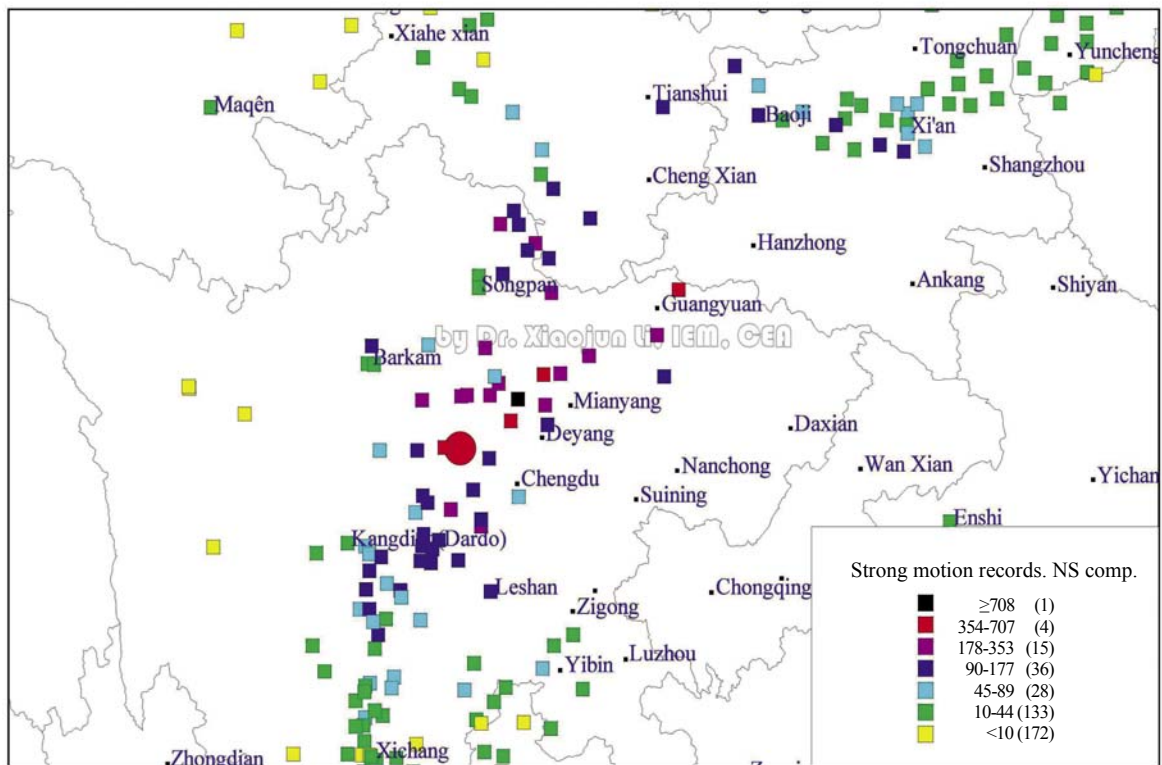 Xiahe xian
Tongchuan
Yuncheng
Maqên
Tianshui
Baoji
Xi'an
Shangzhou
Cheng Xian
Hanzhong
Songpan
Ankang
Shiyan
Guangyuan
by Dr. Xiaojun Li, IEM, CEA
Barkam
Mianyang
Deyang
Daxian
Wan Xian
Nanchong
Yichan
Chengdu
Suining
Enshi
(Dardo)
Leshan
Chongqing
Zigong
Luzhou
Yibin
Xichang
Zhongdian
Strong motion records. NS comp.
≥708 (1)
354-707 (4)
178-353 (15)
90-177 (36)
45-89 (28)
10-44 (133)
<10 (172)